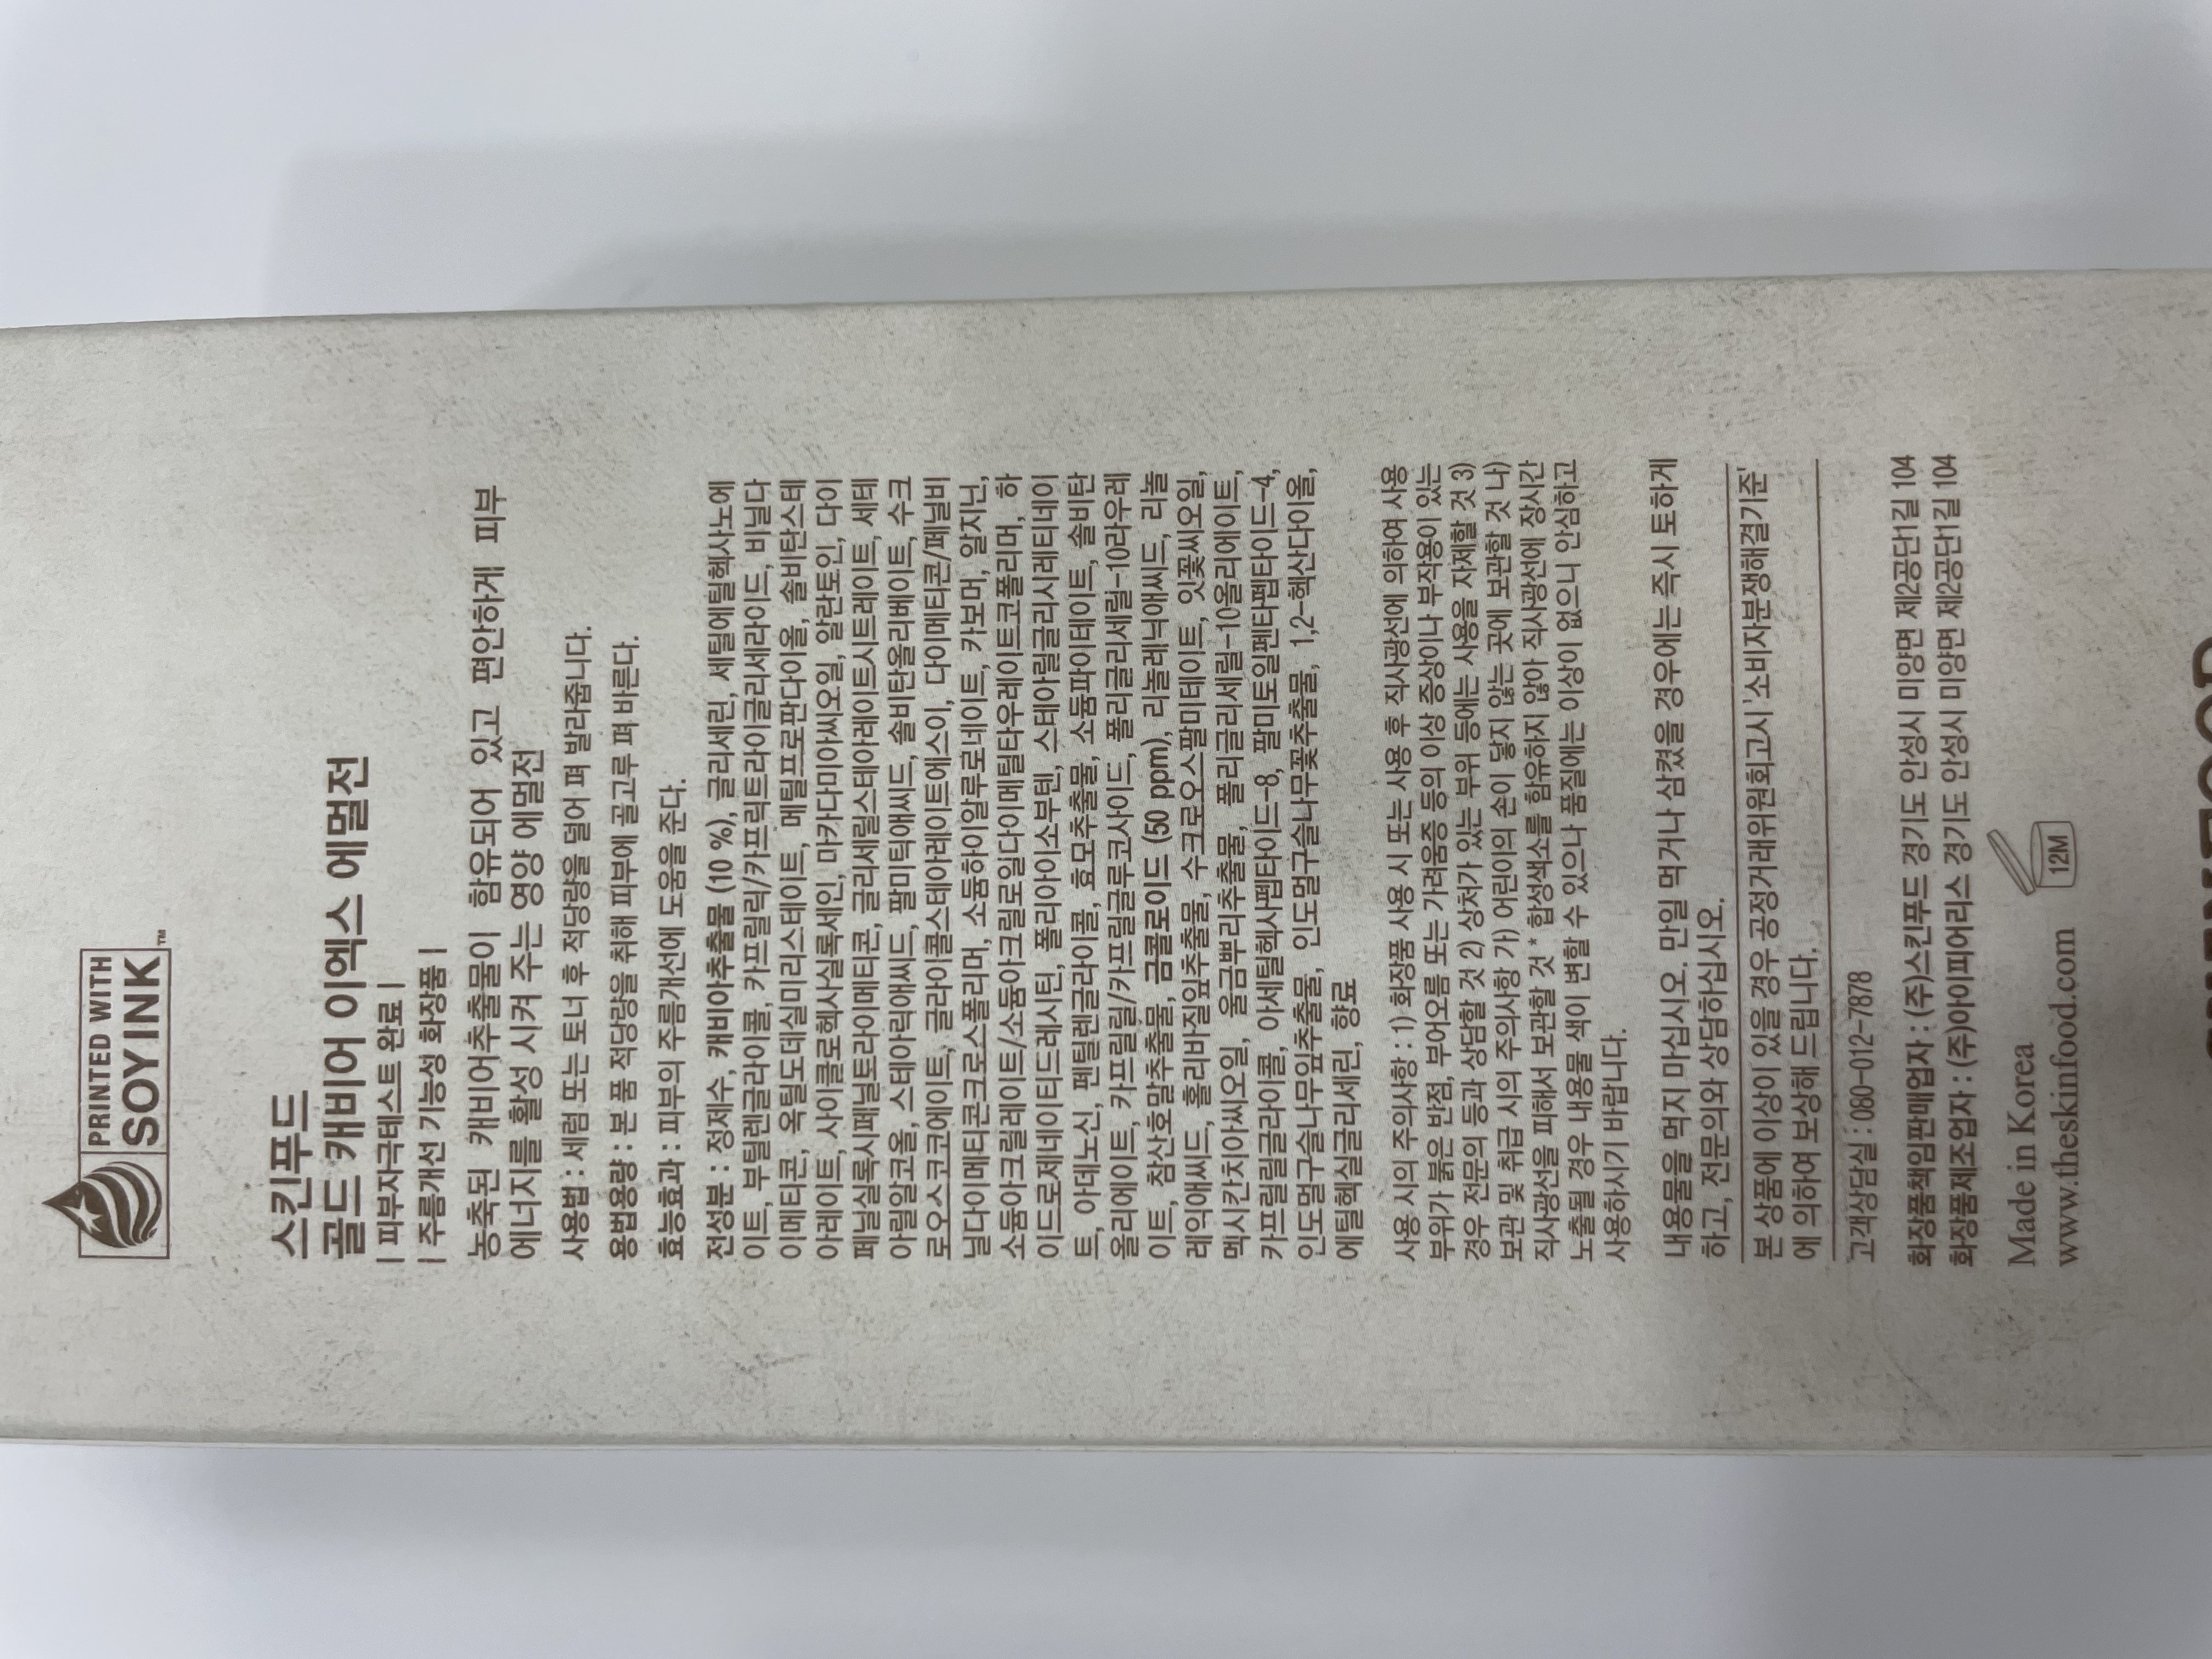 PRINTED WITH
SOY INK™
스킨푸드
골드 캐비어 이엑스 에멀전
| 피부자극테스트 완료 |
| 주름개선 기능성 화장품 |
농축된 캐비어추출물이 함유되어 있고 편안하게 피부
에너지를 활성 시켜 주는 영양 에멀전
사용법 : 세럼 또는 토너 후 적당량을 덜어 펴 발라줍니다.
용법용량 : 본 품 적당량을 취해 피부에 골고루 펴 바른다.
효능효과 : 피부의 주름개선에 도움을 준다.
전성분 : 정제수, 캐비아추출물 (10 %), 글리세린, 세틸에틸헥사노에
이트, 부틸렌글라이콜, 카프릴릭/카프릭트라이글리세라이드, 비닐다
이메티콘, 옥틸도데실미리스테이트, 메틸프로판다이올, 솔비탄스테
아레이트, 사이클로헥사실록세인, 마카다미아씨오일, 알란토인, 다이
페닐실록시페닐트라이메티콘, 글리세릴스테아레이트시트레이트, 세테
아릴알코올, 스테아릭애씨드, 팔미틱애씨드, 솔비탄올리베이트, 수크
로오스코코에이트, 글라이콜스테아레이트에스이, 다이메티콘/페닐비
닐다이메티콘크로스폴리머, 소듐하이알루로네이트, 카보머, 알지닌,
소듐아크릴레이트/소듐아크릴로일다이메틸타우레이트코폴리머, 하
이드로제네이티드레시틴, 폴리아이소부텐, 스테아릴글리시레티네이
트, 아데노신, 펜틸렌글라이콜, 효모추출물, 소듐파이테이트, 솔비탄
올리에이트, 카프릴릴/카프릴글루코사이드, 폴리글리세릴-10라우레
이트, 참산호말추출물, 금콜로이드 (50 ppm), 리놀레닉애씨드, 리놀
레익애씨드, 홀리바질잎추출물, 수크로오스팔미테이트, 잇꽃씨오일,
멕시칸치아씨오일, 울금뿌리추출물, 폴리글리세릴-10올리에이트,
카프릴릴글라이콜, 아세틸헥사펩타이드-8, 팔미토일펜타펩타이드-4,
인도멀구슬나무잎추출물, 인도멀구슬나무꽃추출물, 1,2-헥산다이올,
에틸헥실글리세린, 향료
사용 시의 주의사항 : 1) 화장품 사용 시 또는 사용 후 직사광선에 의하여 사용
부위가 붉은 반점, 부어오름 또는 가려움증 등의 이상 증상이나 부작용이 있는
경우 전문의 등과 상담할 것 2) 상처가 있는 부위 등에는 사용을 자제할 것 3)
보관 및 취급 시의 주의사항 가) 어린이의 손이 닿지 않는 곳에 보관할 것 나)
직사광선을 피해서 보관할 것 * 합성색소를 함유하지 않아 직사광선에 장시간
노출될 경우 내용물 색이 변할 수 있으나 품질에는 이상이 없으니 안심하고
사용하시기 바랍니다.
내용물을 먹지 마십시오. 만일 먹거나 삼켰을 경우에는 즉시 토하게
하고, 전문의와 상담하십시오.
본 상품에 이상이 있을 경우 공정거래위원회고시 '소비자분쟁해결기준'
에 의하여 보상해 드립니다.
고객상담실 : 080-012-7878
화장품책임판매업자 : (주)스킨푸드 경기도 안성시 미양면 제2공단1길 104
화장품제조업자 : (주)아이피어리스 경기도 안성시 미양면 제2공단1길 104
Made in Korea
www.theskinfood.com
12M